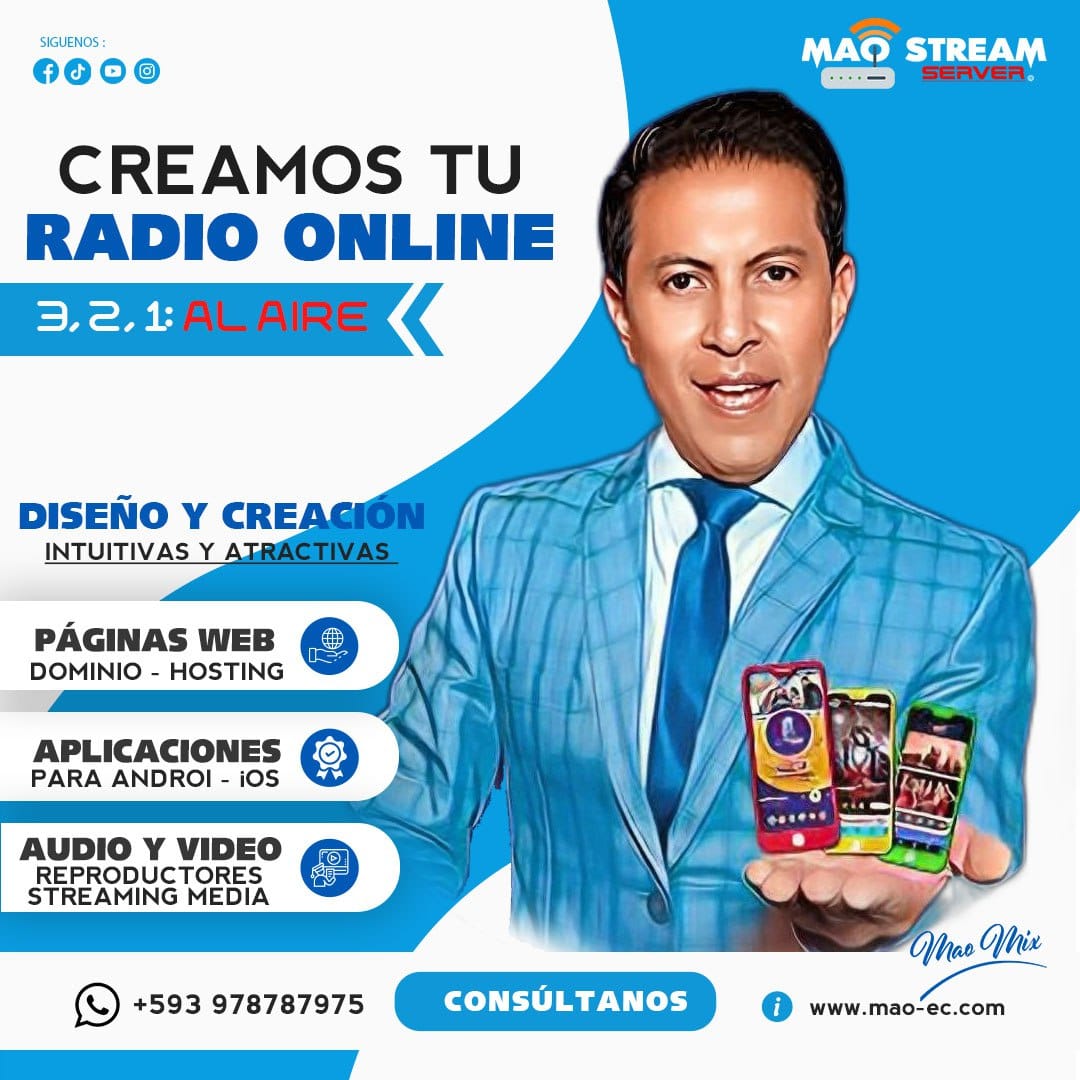 SIGUENOS :
MAO STREAM
SERVER
CREAMOS TU
RADIO ONLINE
3, 2, 1: AL AIRE
DISEÑO Y CREACIÓN
INTUITIVAS Y ATRACTIVAS
PÁGINAS WEB
DOMINIO - HOSTING
APLICACIONES
PARA ANDROI - iOS
AUDIO Y VIDEO
REPRODUCTORES
STREAMING MEDIA
Mao Mix
+593 978787975
CONSÚLTANOS
www.mao-ec.com